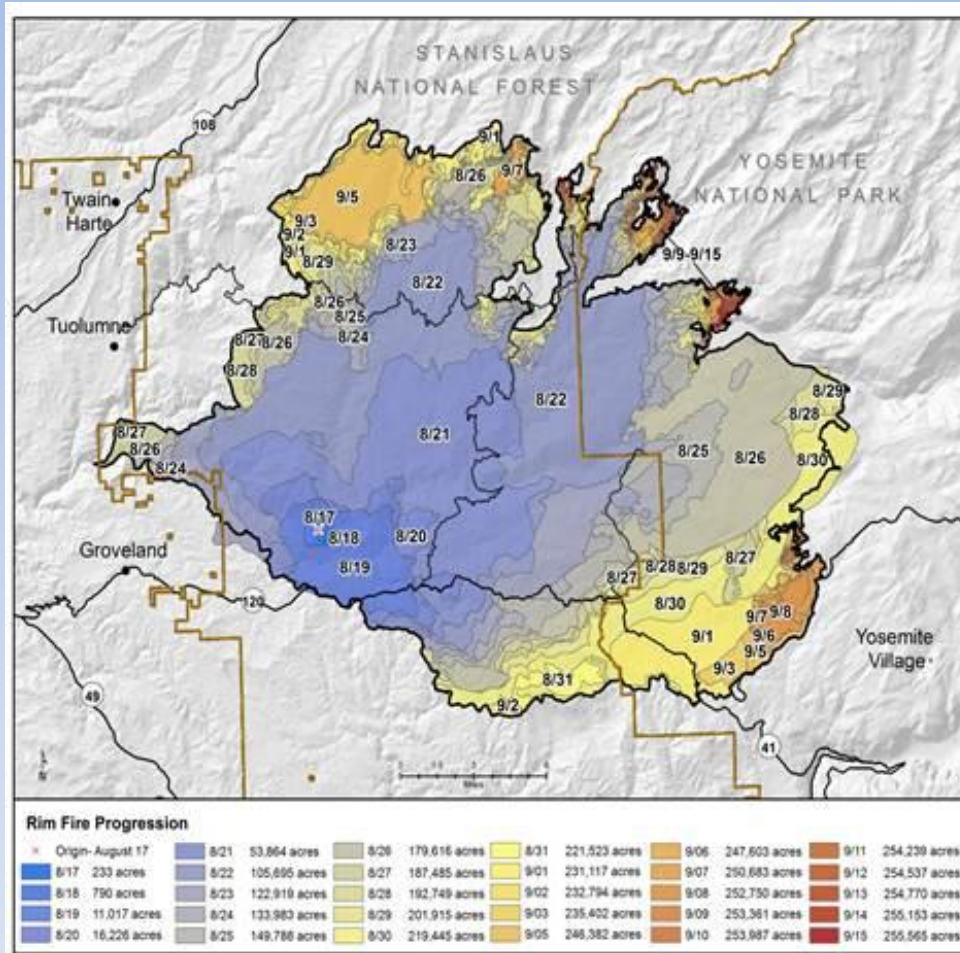 STANISLAUS
NATIONAL FOREST
108
9/1
8/26
9/7
YOSEMITE
NATIONAL PARK
Twain
Harte
9/5
9/3
9/2
9/1
8/29
8/23
9/9-9/15
8/22
8/26
8/25
8/24
Tuolumne
8/27
8/26
8/28
8/29
8/28
8/22
8/21
8/27
8/26
8/24
8/25
8/26
8/30
8/17
8/18
8/20
8/19
Groveland
120
8/27
8/28
8/29
8/27
8/30
9/8
9/7
9/1
9/6
9/5
9/3
Yosemite
Village
8/31
9/2
49
41
Miles
Rim Fire Progression
Origin- August 17
8/17 233 acres
8/18 790 acres
8/19 11,017 acres
8/20 16,226 acres
8/21 53,864 acres
8/22 105,695 acres
8/23 122,919 acres
8/24 133,983 acres
8/25 149,788 acres
8/26 179,616 acres
8/27 187,485 acres
8/28 192,749 acres
8/29 201,915 acres
8/30 219,445 acres
8/31 221,523 acres
9/01 231,117 acres
9/02 232,794 acres
9/03 235,402 acres
9/05 246,382 acres
9/06 247,603 acres
9/07 250,683 acres
9/08 252,750 acres
9/09 253,361 acres
9/10 253,987 acres
9/11 254,239 acres
9/12 254,537 acres
9/13 254,770 acres
9/14 255,153 acres
9/15 255,565 acres